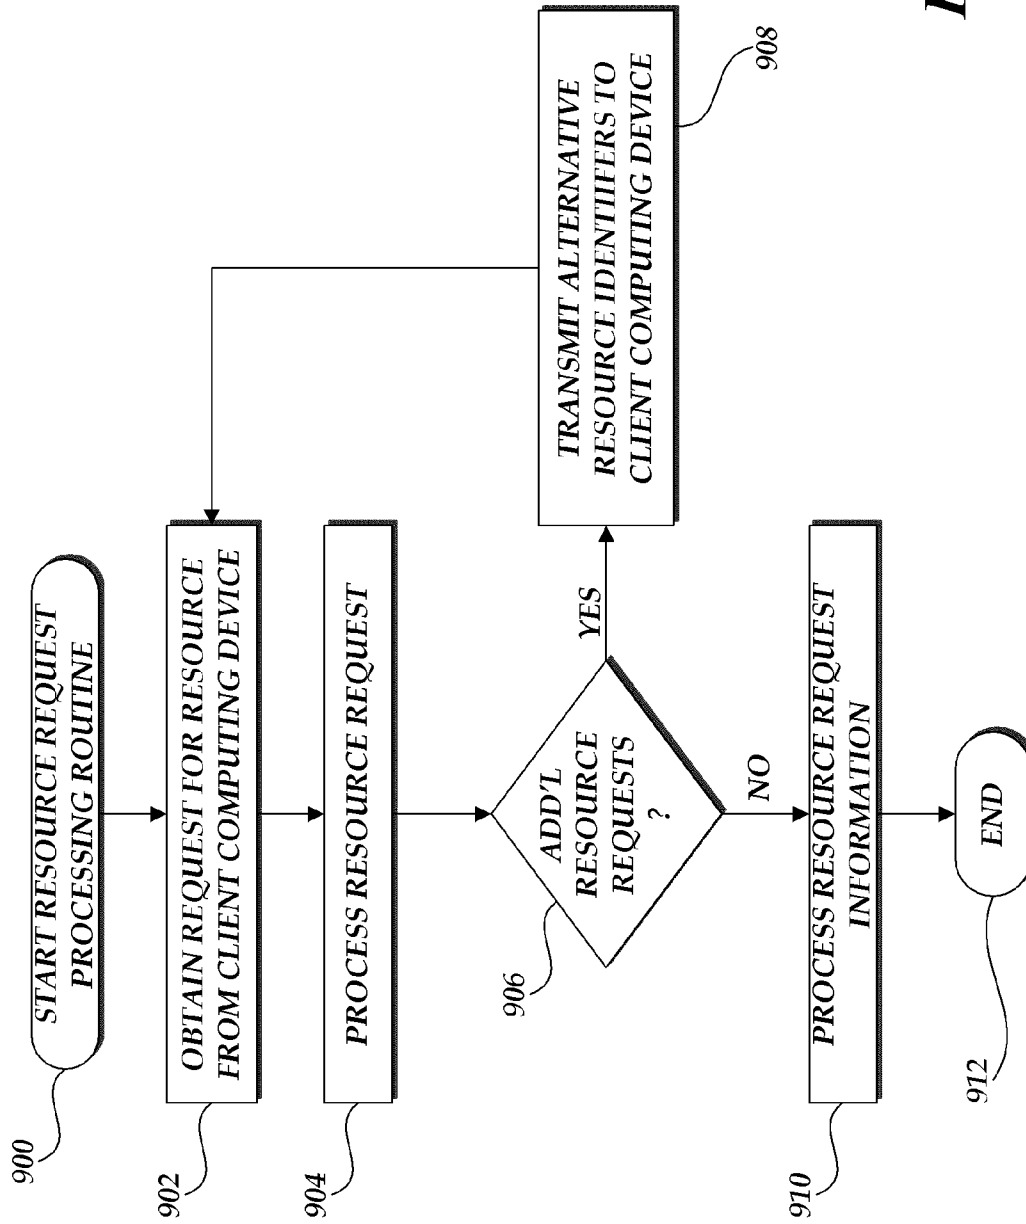 900
START RESOURCE REQUEST
PROCESSING ROUTINE
902
OBTAIN REQUEST FOR RESOURCE
FROM CLIENT COMPUTING DEVICE
904
PROCESS RESOURCE REQUEST
906
ADD'L
RESOURCE
REQUESTS
?
YES
TRANSMIT ALTERNATIVE
RESOURCE IDENTIIFERS TO
CLIENT COMPUTING DEVICE
908
NO
910
PROCESS RESOURCE REQUEST
INFORMATION
912
END